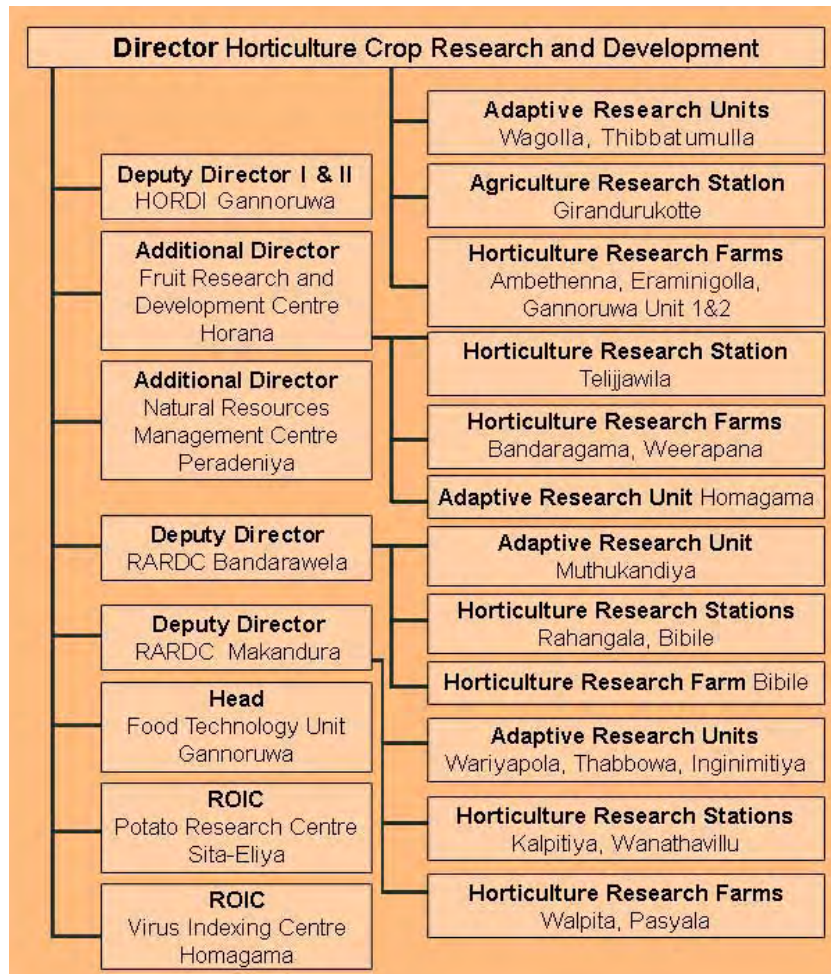 Director Horticulture Crop Research and Development
Deputy Director I & II
HORDI Gannoruwa
Additional Director
Fruit Research and
Development Centre
Horana
Additional Director
Natural Resources
Management Centre
Peradeniya
Deputy Director
RARDC Bandarawela
Deputy Director
RARDC Makandura
Head
Food Technology Unit
Gannoruwa
ROIC
Potato Research Centre
Sita-Eliya
ROIC
Virus Indexing Centre
Homagama
Adaptive Research Units
Wagolla, Thibbatumulla
Agriculture Research Station
Girandurukotte
Horticulture Research Farms
Ambethenna, Eraminigolla,
Gannoruwa Unit 1&2
Horticulture Research Station
Telijjawila
Horticulture Research Farms
Bandaragama, Weerapana
Adaptive Research Unit Homagama
Adaptive Research Unit
Muthukandiya
Horticulture Research Stations
Rahangala, Bibile
Horticulture Research Farm Bibile
Adaptive Research Units
Wariyapola, Thabbowa, Inginimitiya
Horticulture Research Stations
Kalpitiya, Wanathavillu
Horticulture Research Farms
Walpita, Pasyala